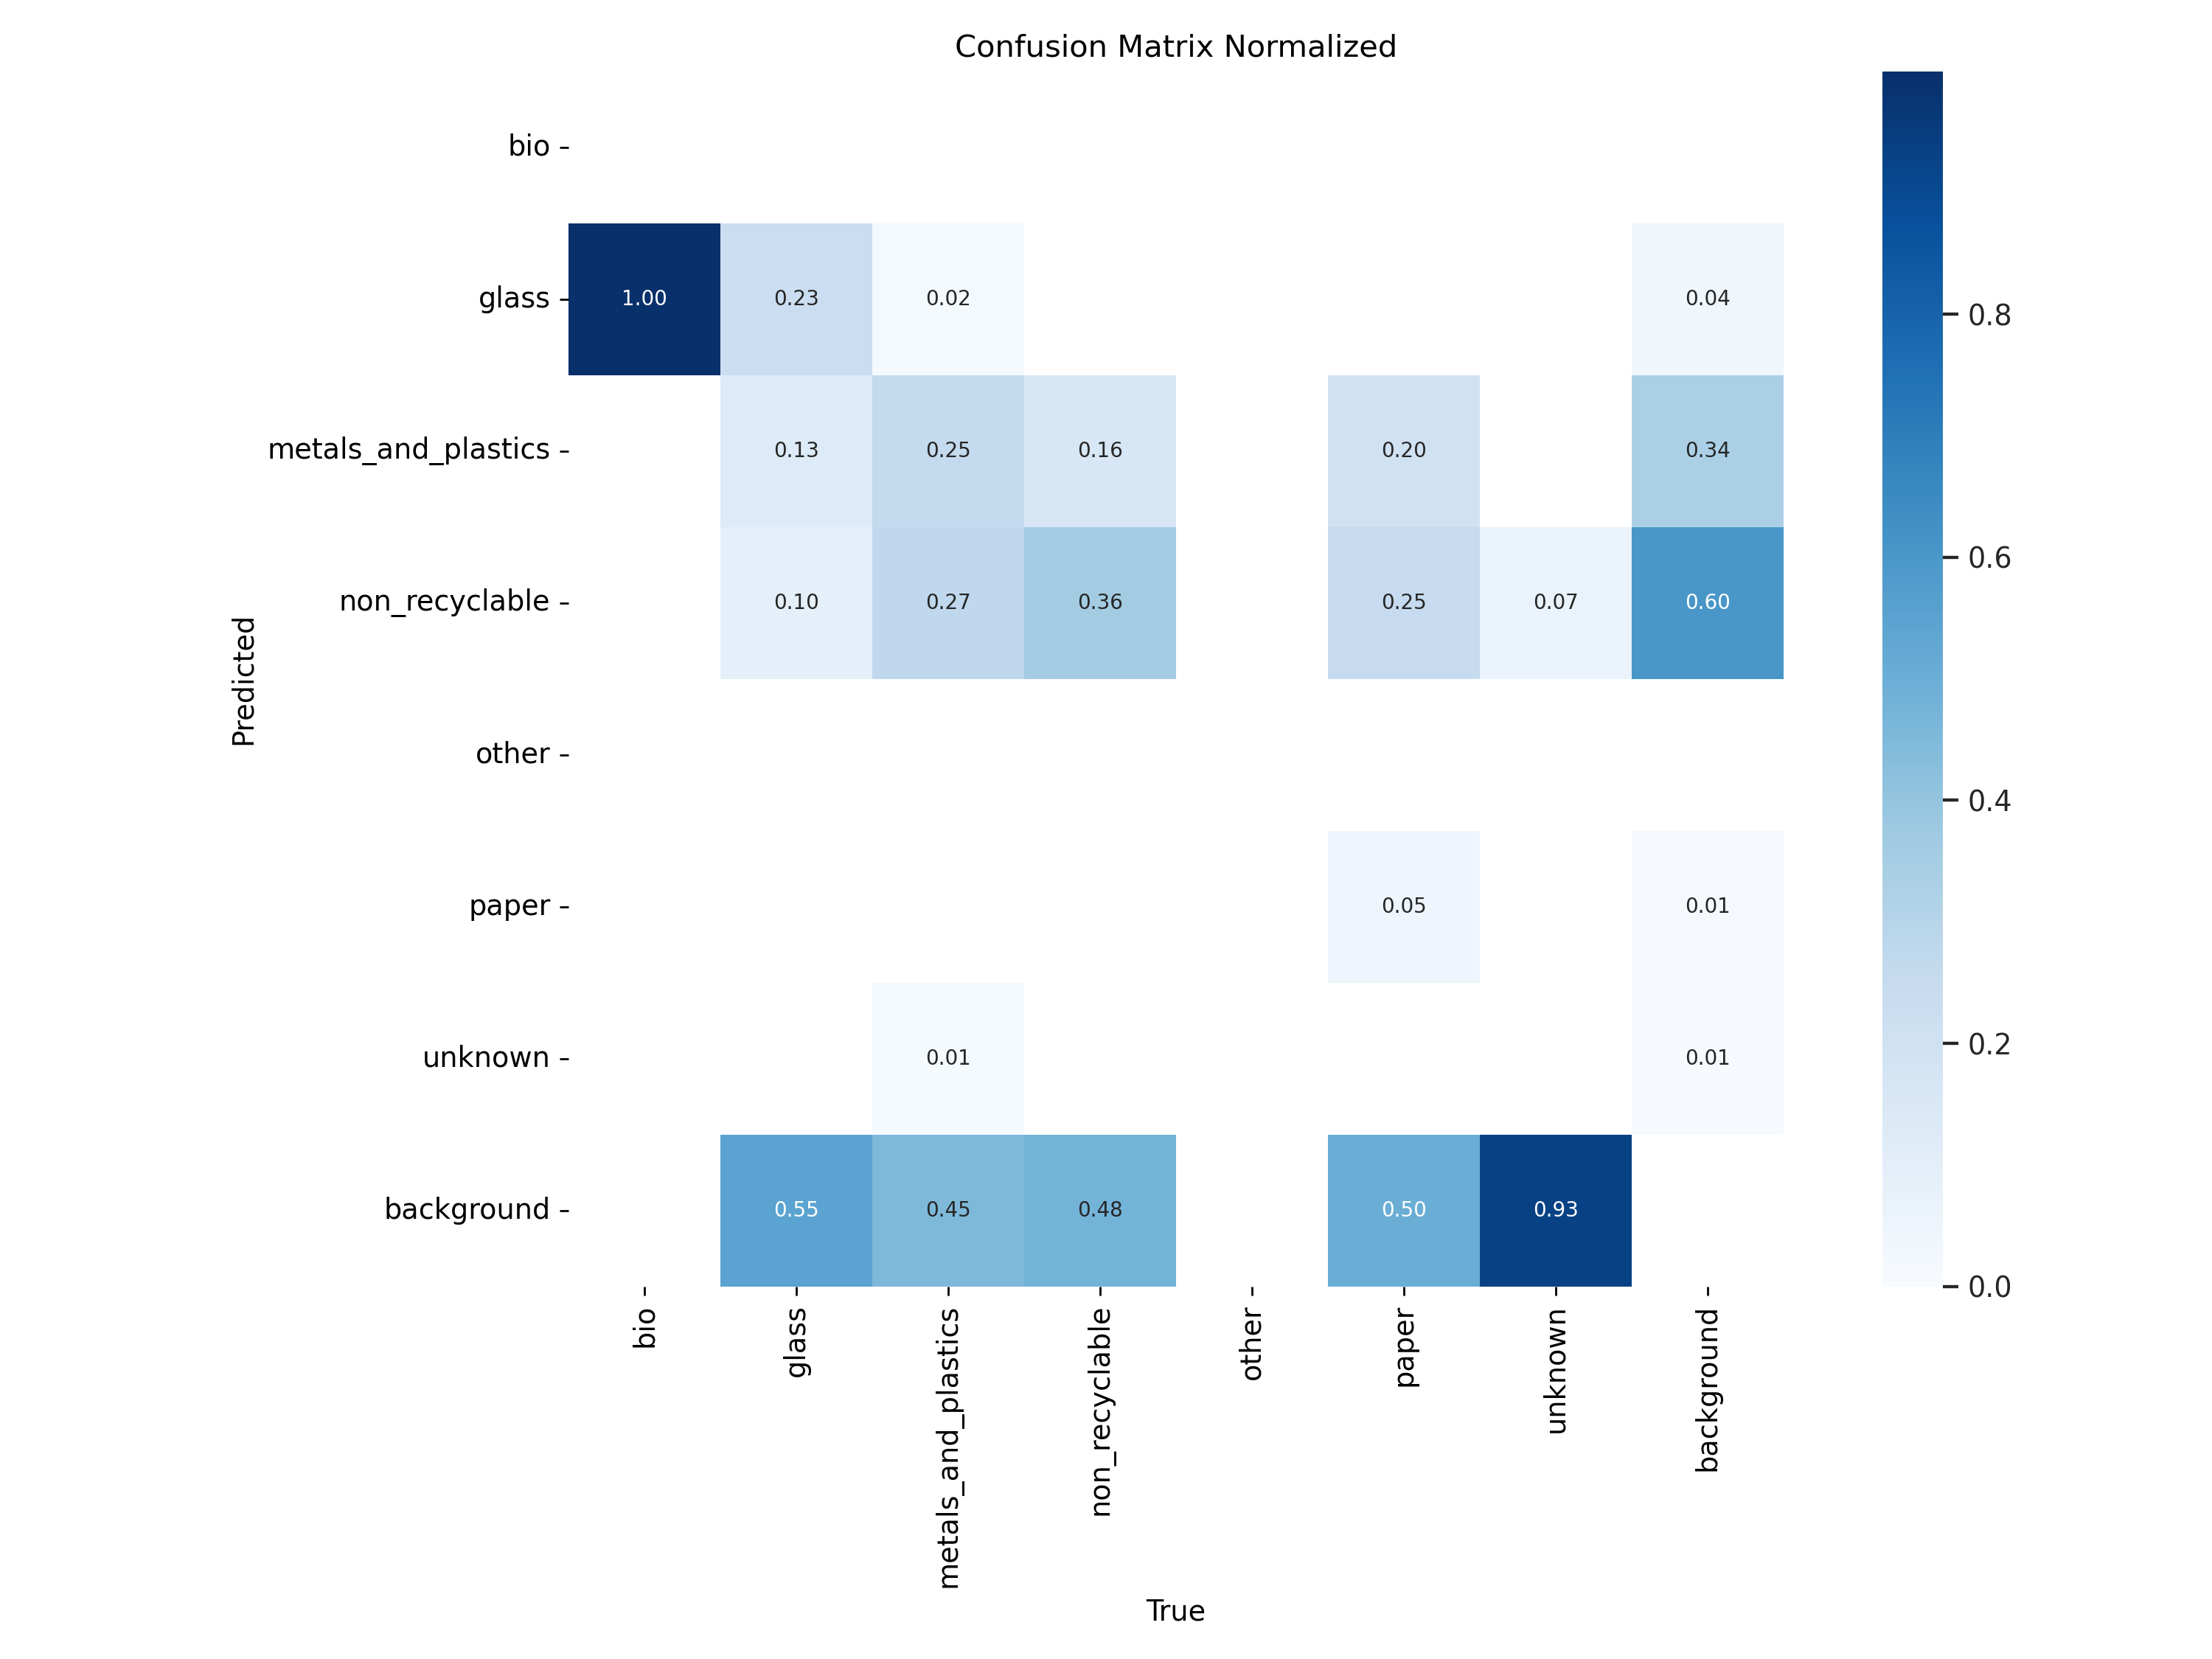 Confusion Matrix Normalized
bio
glass 1.00 0.23 0.02 0.04
metals_and_plastics 0.13 0.25 0.16 0.20 0.34
non_recyclable 0.10 0.27 0.36 0.25 0.07 0.60
other
paper 0.05 0.01
unknown 0.01 0.01
background 0.55 0.45 0.48 0.50 0.93
Predicted
bio
glass
metals_and_plastics
non_recyclable
other
paper
unknown
background
True
0.8
0.6
0.4
0.2
0.0